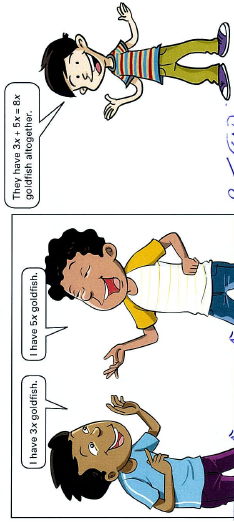 I have 3x goldfish.
I have 5x goldfish.
They have 3x + 5x = 8x
goldfish altogether.